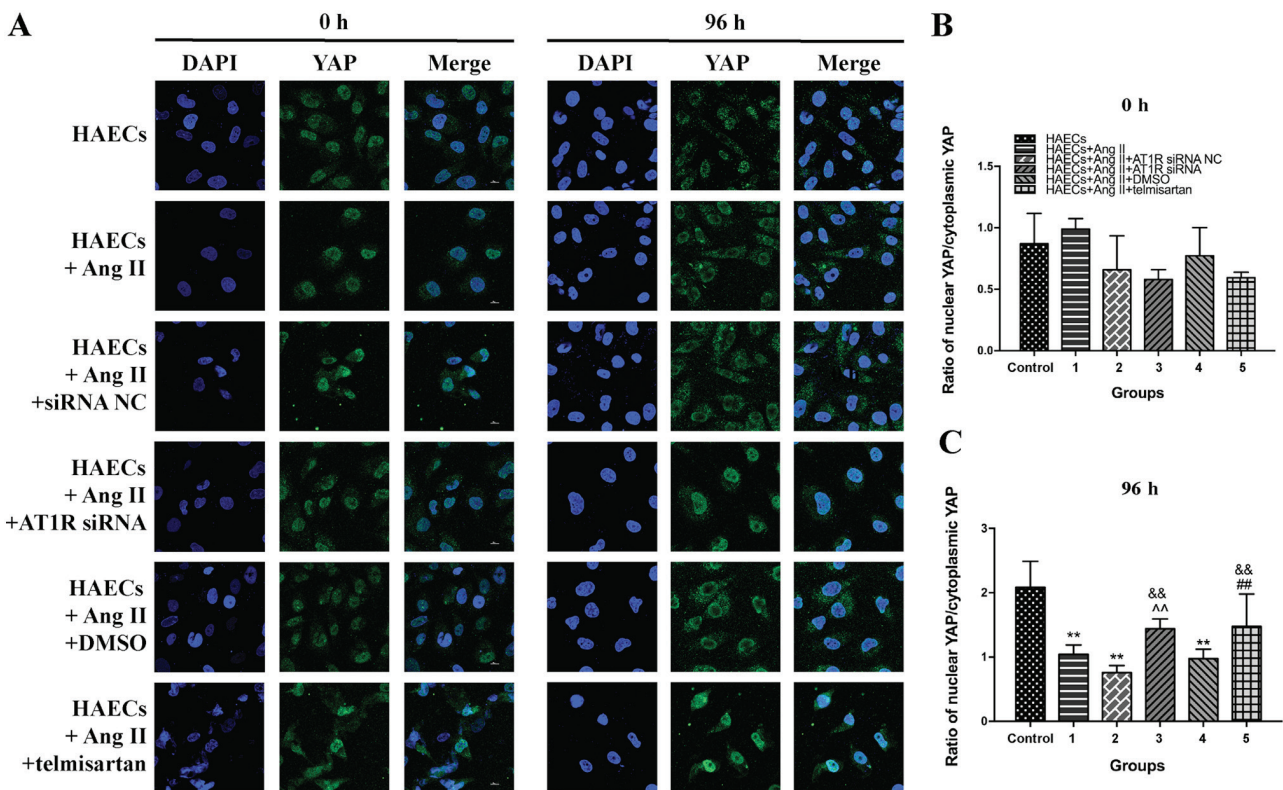 A
0 h
96 h
DAPI
YAP
Merge
DAPI
YAP
Merge
HAECs
HAECs
+ Ang II
HAECs
+ Ang II
+siRNA NC
HAECs
+ Ang II
+AT1R siRNA
HAECs
+ Ang II
+DMSO
HAECs
+ Ang II
+telmisartan
B
0 h
HAECs
HAECs+Ang II
HAECs+Ang II+AT1R siRNA NC
HAECs+Ang II+AT1R siRNA
HAECs+Ang II+DMSO
HAECs+Ang II+telmisartan
Ratio of nuclear YAP/cytoplasmic YAP
1.5
1.0
0.5
0.0
Control 1 2 3 4 5
Groups
C
96 h
Ratio of nuclear YAP/cytoplasmic YAP
3
2
1
0
**
**
&&
^^
**
&&
##
Control 1 2 3 4 5
Groups